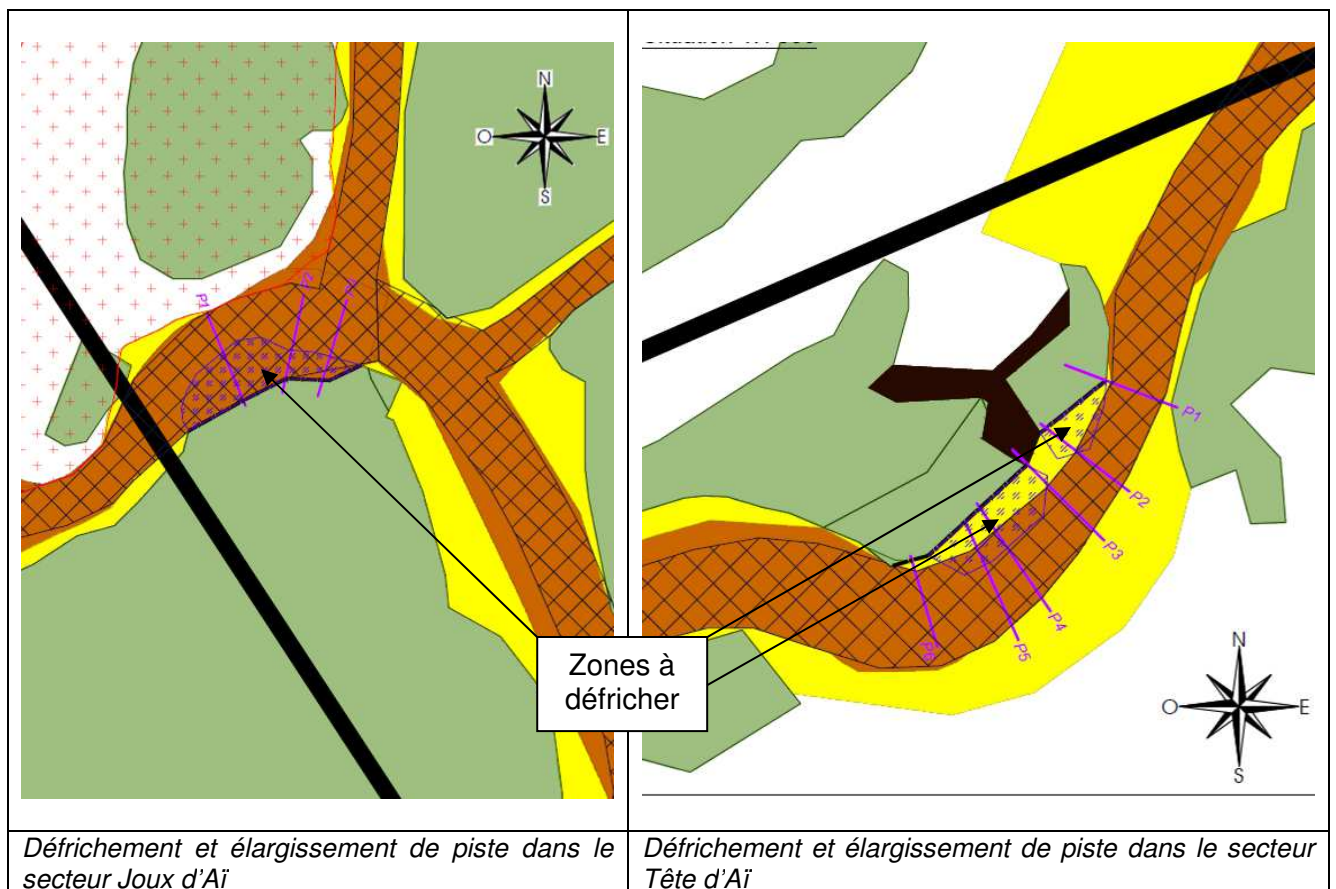 N
O E
S
P1
P2
N
O E
S
P1
P2
P3
P4
P5
P6
Zones à
défricher
Défrichement et élargissement de piste dans le
secteur Joux d'Aï
Défrichement et élargissement de piste dans le secteur
Tête d'Aï